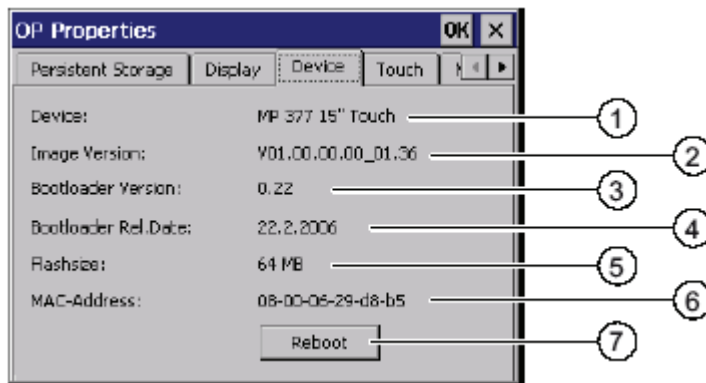 OP Properties OK ×
Persistent Storage Display Device Touch
Device: MP 377 15" Touch 1
Image Version: V01.00.00.00_01.36 2
Bootloader Version: 0.22 3
Bootloader Rel.Date: 22.2.2006 4
Flashsize: 64 MB 5
MAC-Address: 08-00-06-29-d8-b5 6
Reboot 7